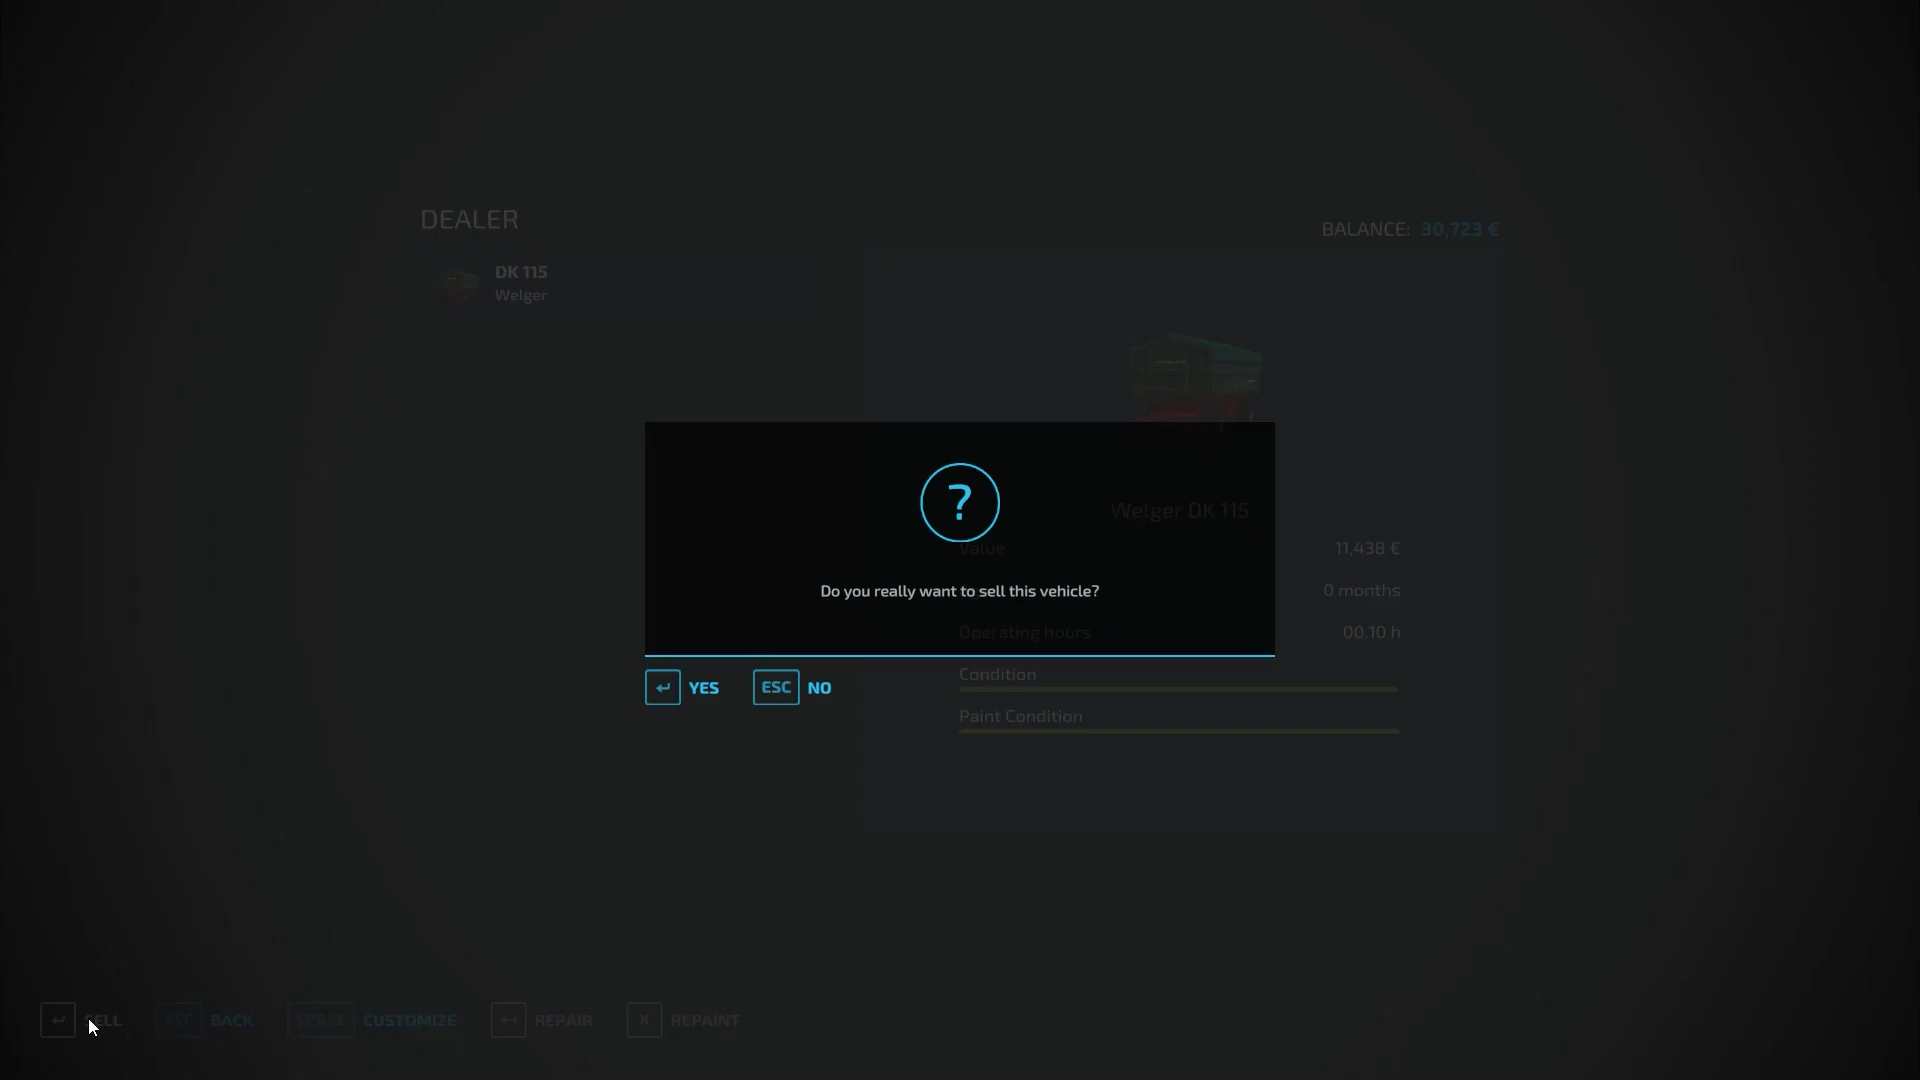 DEALER
BALANCE: 30,723 €
DK 115
Welger
?
Welger DK 115
Value 11,438 €
Do you really want to sell this vehicle?
0 months
Operating hours 00.10 h
YES ESC NO
Condition
Paint Condition
SELL ESC BACK SPACE CUSTOMIZE REPAIR X REPAINT